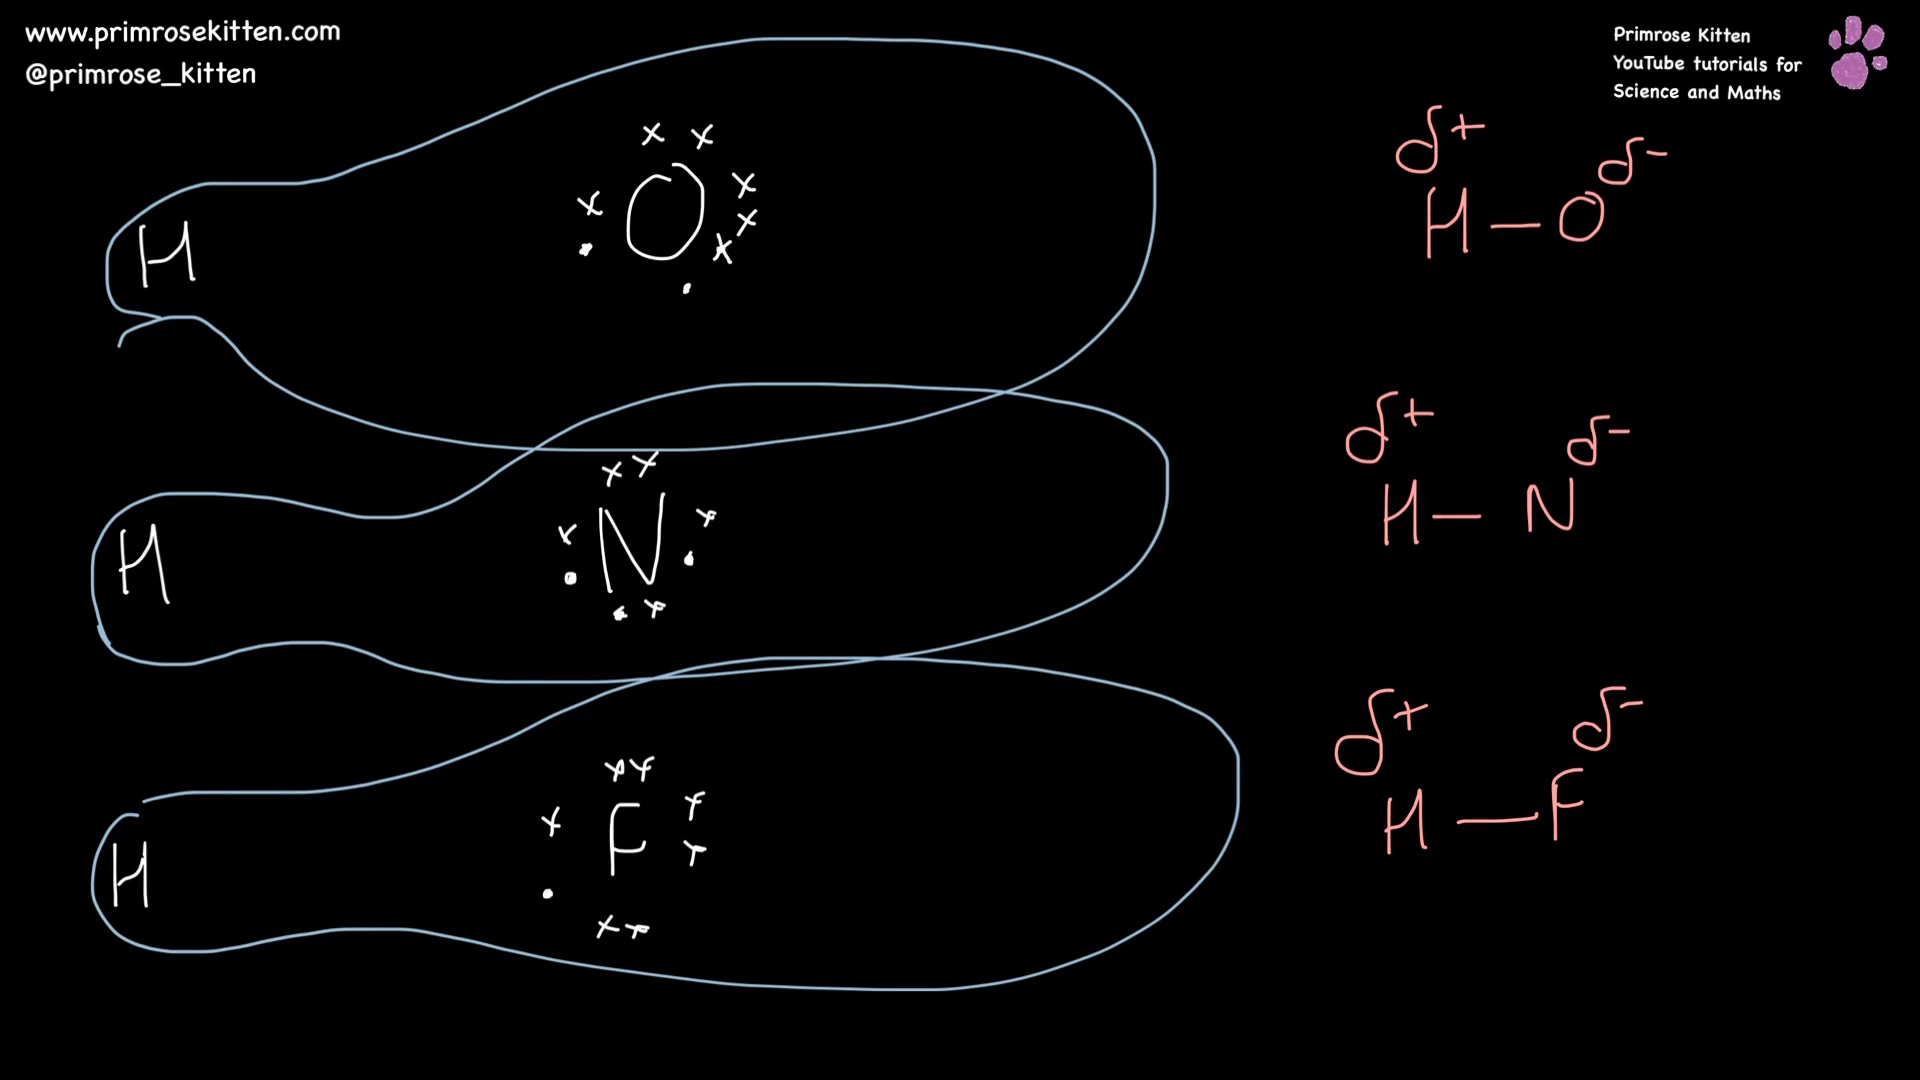 www.primrosekitten.com
@primrose_kitten
Primrose Kitten
YouTube tutorials for
Science and Maths
H O
δ+ δ-
H — O
H N
δ+ δ-
H — N
H F
δ+ δ-
H — F